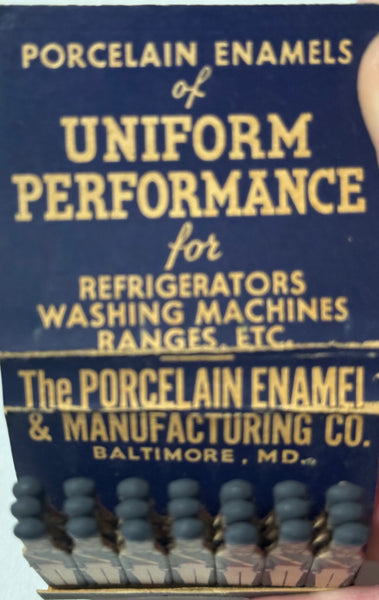 PORCELAIN ENAMELS
of
UNIFORM
PERFORMANCE
for
REFRIGERATORS
WASHING MACHINES
RANGES, ETC.
The PORCELAIN ENAMEL
& MANUFACTURING CO.
BALTIMORE, MD.